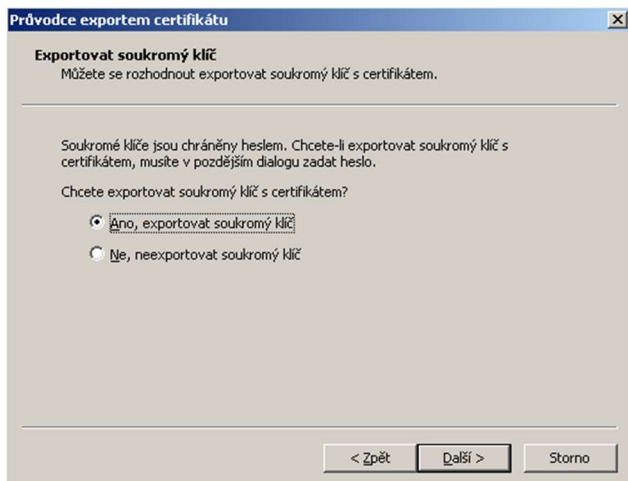 Průvodce exportem certifikátu
Exportovat soukromý klíč
Můžete se rozhodnout exportovat soukromý klíč s certifikátem.
Soukromé klíče jsou chráněny heslem. Chcete-li exportovat soukromý klíč s
certifikátem, musíte v pozdějším dialogu zadat heslo.
Chcete exportovat soukromý klíč s certifikátem?
Ano, exportovat soukromý klíč
Ne, neexportovat soukromý klíč
< Zpět Další > Storno